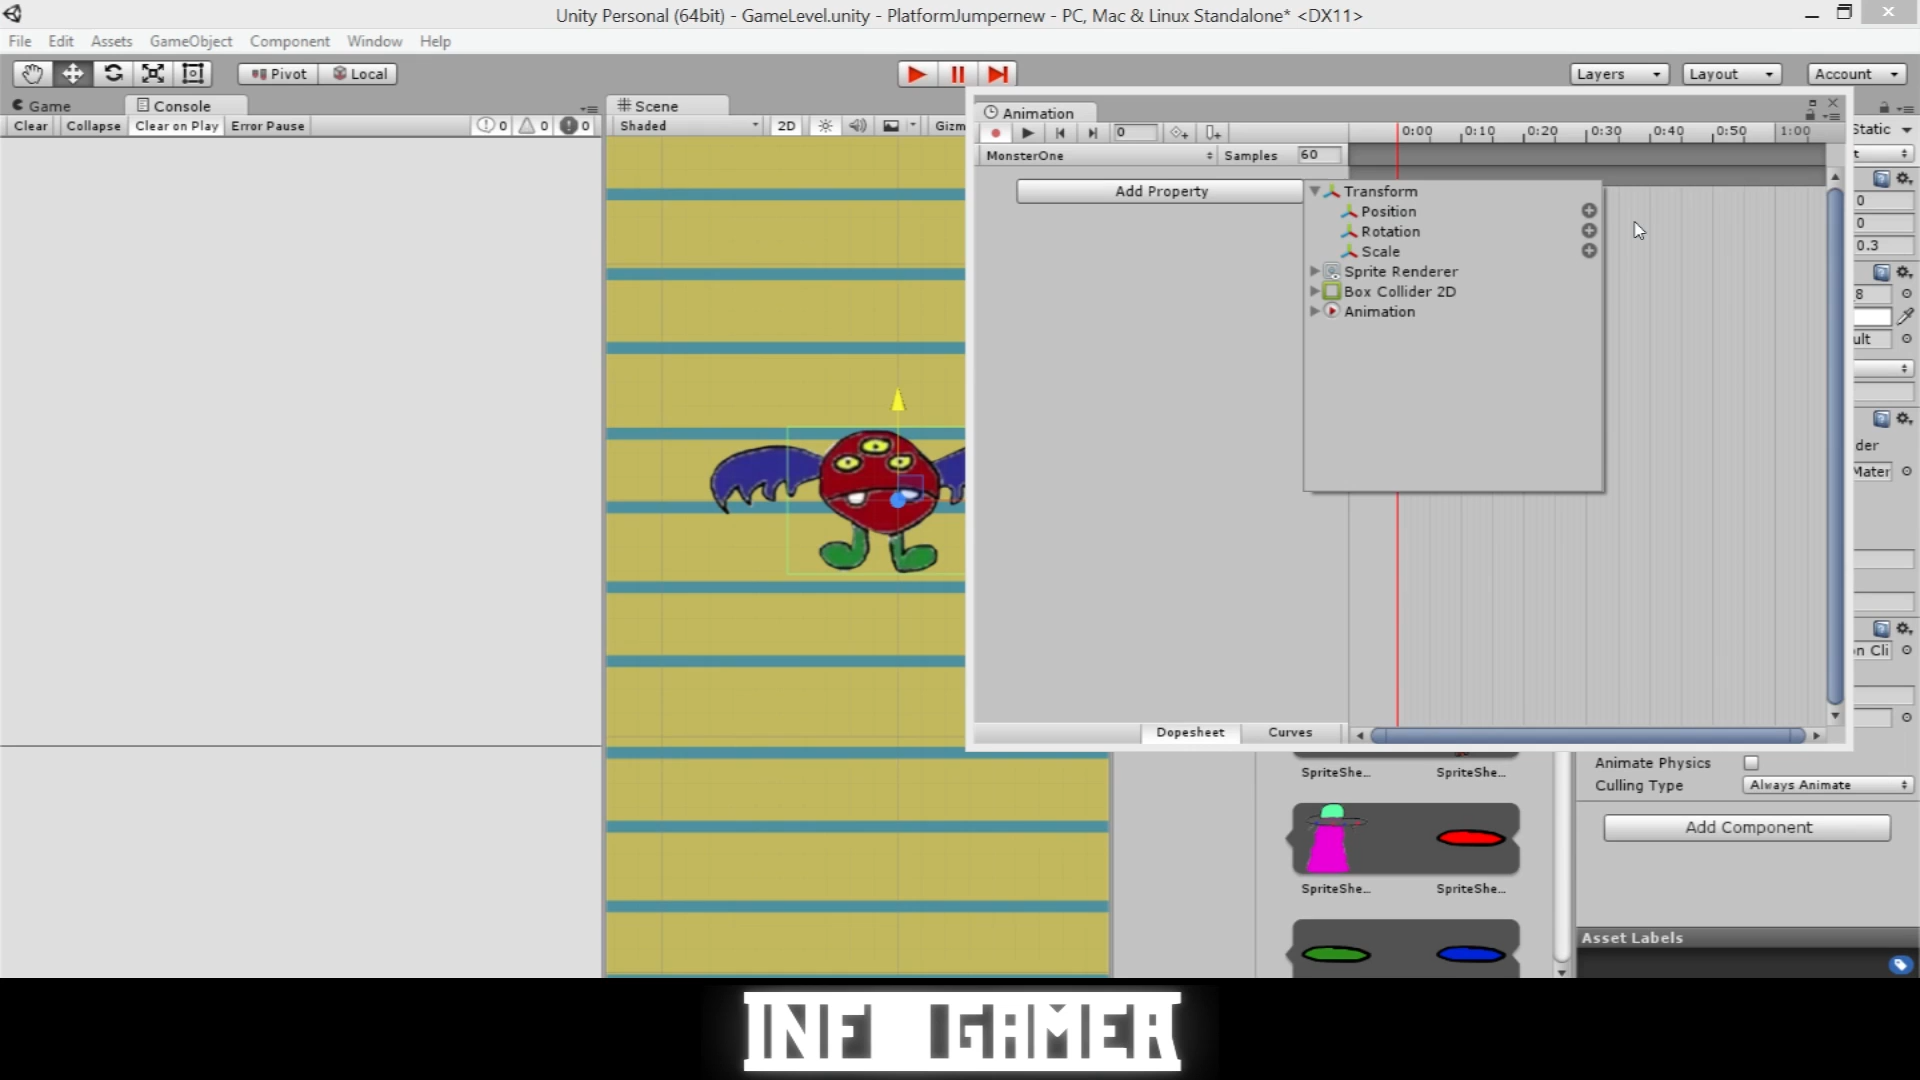 Unity Personal (64bit) - GameLevel.unity - PlatformJumpernew - PC, Mac & Linux Standalone* <DX11>
File Edit Assets GameObject Component Window Help
Pivot Local Layers Layout Account
Game Console Scene
Clear Collapse Clear on Play Error Pause 0 0 0 Shaded 2D Gizm
Animation
0 0:00 0:10 0:20 0:30 0:40 0:50 1:00
MonsterOne Samples 60
Add Property
Transform
Position
Rotation
Scale
Sprite Renderer
Box Collider 2D
Animation
Static
t
0
0
0.3
8
ult
der
Mater
n Cli
Dopesheet Curves
SpriteShe... SpriteShe...
SpriteShe... SpriteShe...
Animate Physics
Culling Type Always Animate
Add Component
Asset Labels
INF GAMER